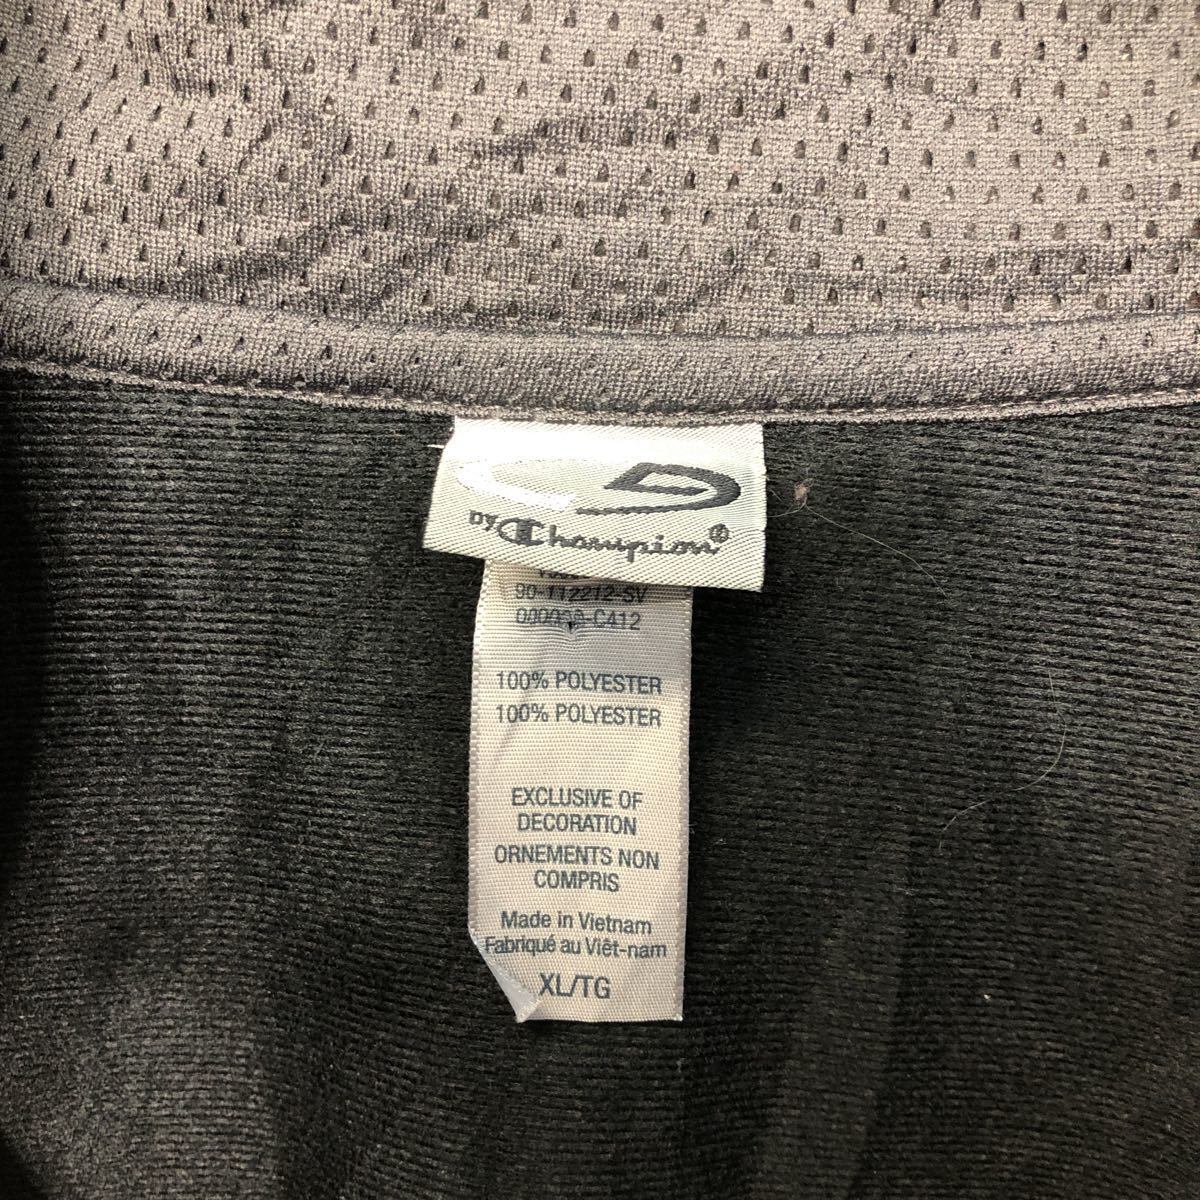 by Champion®
90-112212-SV
100% POLYESTER
100% POLYESTER
EXCLUSIVE OF
DECORATION
ORNEMENTS NON
COMPRIS
Made in Vietnam
Fabriqué au Viêt-nam
XL/TG